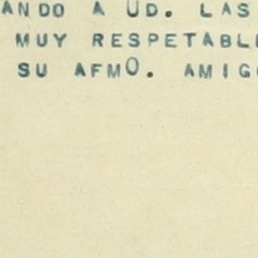 ANDO A UD. LAS
MUY RESPETABL
SU AFMO. AMIG